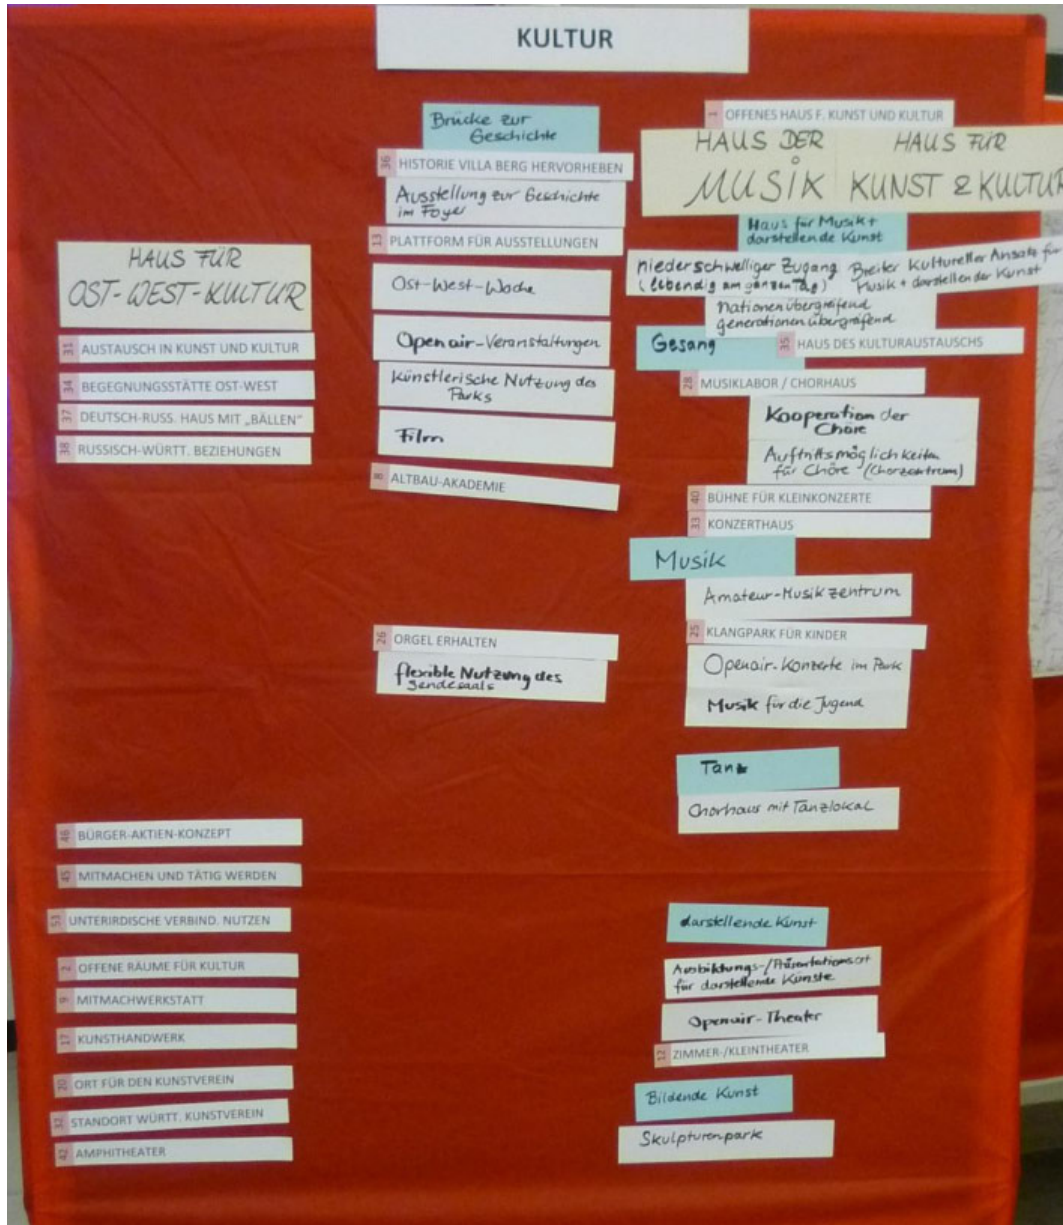 KULTUR
HAUS FÜR
OST-WEST-KULTUR
31 AUSTAUSCH IN KUNST UND KULTUR
34 BEGEGNUNGSSTÄTTE OST-WEST
37 DEUTSCH-RUSS. HAUS MIT „BÄLLEN“
38 RUSSISCH-WÜRTT. BEZIEHUNGEN
46 BÜRGER-AKTIEN-KONZEPT
45 MITMACHEN UND TÄTIG WERDEN
53 UNTERIRDISCHE VERBIND. NUTZEN
2 OFFENE RÄUME FÜR KULTUR
9 MITMACHWERKSTATT
17 KUNSTHANDWERK
20 ORT FÜR DEN KUNSTVEREIN
32 STANDORT WÜRTT. KUNSTVEREIN
42 AMPHITHEATER
Brücke zur
Geschichte
36 HISTORIE VILLA BERG HERVORHEBEN
Ausstellung zur Geschichte
im Foyer
13 PLATTFORM FÜR AUSSTELLUNGEN
Ost-West-Woche
Openair-Veranstaltungen
Künstlerische Nutzung des
Parks
Film
8 ALTBAU-AKADEMIE
26 ORGEL ERHALTEN
flexible Nutzung des
Sendesaals
1 OFFENES HAUS F. KUNST UND KULTUR
HAUS DER
MUSIK
HAUS FÜR
KUNST & KULTUR
Haus für Musik +
darstellende Kunst
niederschwelliger Zugang
(lebendig am ganzen Tag)
Breiter kultureller Ansatz für
Musik + darstellender Kunst
Nationenübergreifend
generationenübergreifend
Gesang
35 HAUS DES KULTURAUSTAUSCHS
28 MUSIKLABOR / CHORHAUS
Kooperation der
Chöre
Auftrittsmöglichkeiten
für Chöre (Chorzentrum)
40 BÜHNE FÜR KLEINKONZERTE
33 KONZERTHAUS
Musik
Amateur-Musikzentrum
25 KLANGPARK FÜR KINDER
Openair-Konzerte im Park
Musik für die Jugend
Tanz
Chorhaus mit Tanzlokal
darstellende Kunst
Ausbildungs-/Präsentationsort
für darstellende Künste
Openair-Theater
12 ZIMMER-/KLEINTHEATER
Bildende Kunst
Skulpturenpark